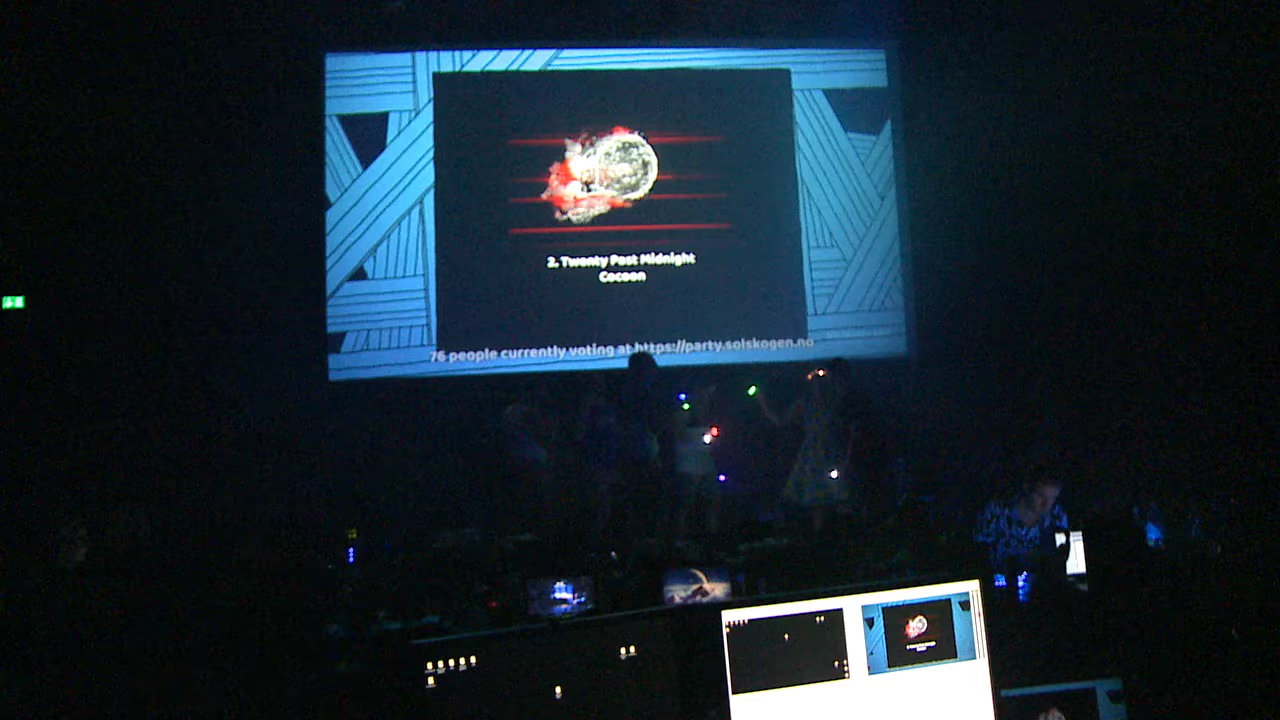 2. Twenty Past Midnight
Cocoon
76 people currently voting at https://party.solskogen.no